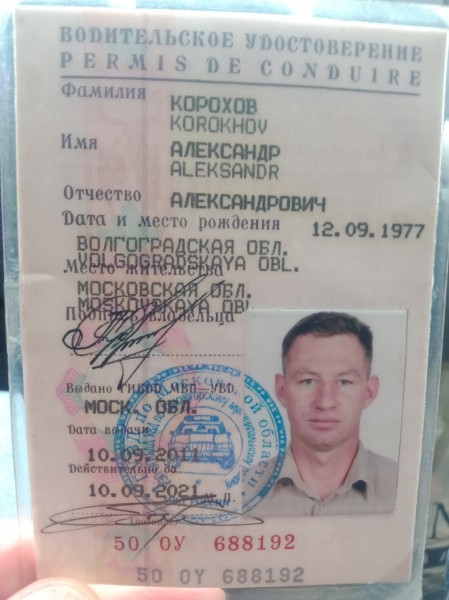 ВОДИТЕЛЬСКОЕ УДОСТОВЕРЕНИЕ
PERMIS DE CONDUIRE
Фамилия КОРОХОВ
KOROKHOV
Имя АЛЕКСАНДР
ALEKSANDR
Отчество АЛЕКСАНДРОВИЧ
Дата и место рождения 12.09.1977
ВОЛГОГРАДСКАЯ ОБЛ.
VOLGOGRADSKAYA OBL.
Место жительства
МОСКОВСКАЯ ОБЛ.
MOSKOVSKAYA OBL
Подпись владельца
Выдано ГИБДД МВД-УВД
МОСК. ОБЛ.
Дата выдачи
10.09.2011
Действительно до
10.09.2021 М.П.
50 ОУ 688192
50 OY 688192